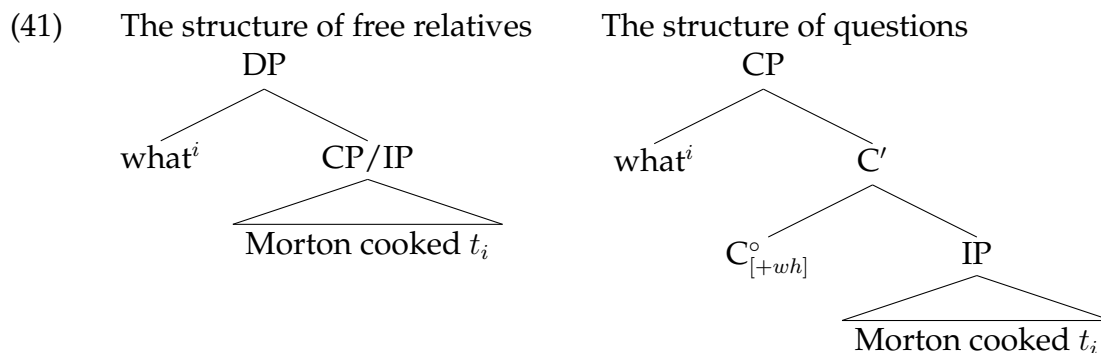 (41) The structure of free relatives The structure of questions
DP CP
what^i CP/IP what^i C′
Morton cooked t_i C°_[+wh] IP
Morton cooked t_i